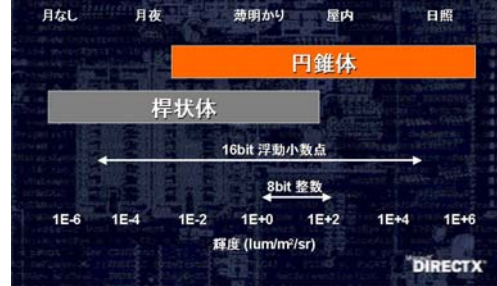 月なし 月夜 薄明かり 屋内 日照
円錐体
桿状体
16bit 浮動小数点
8bit 整数
1E-6 1E-4 1E-2 1E+0 1E+2 1E+4 1E+6
輝度 (lum/m²/sr)
Microsoft
DIRECTX